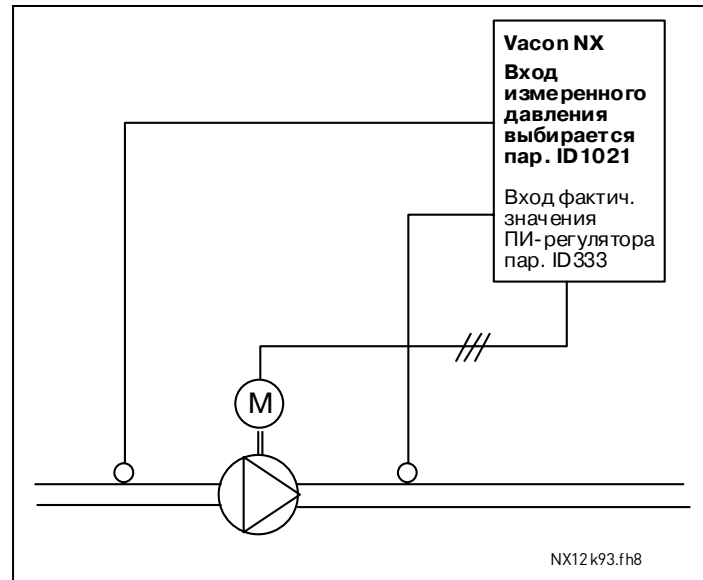 Vacon NX
Вход
измеренного
давления
выбирается
пар. ID1021
Вход фактич.
значения
ПИ-регулятора
пар. ID333
M
NX12k93.fh8